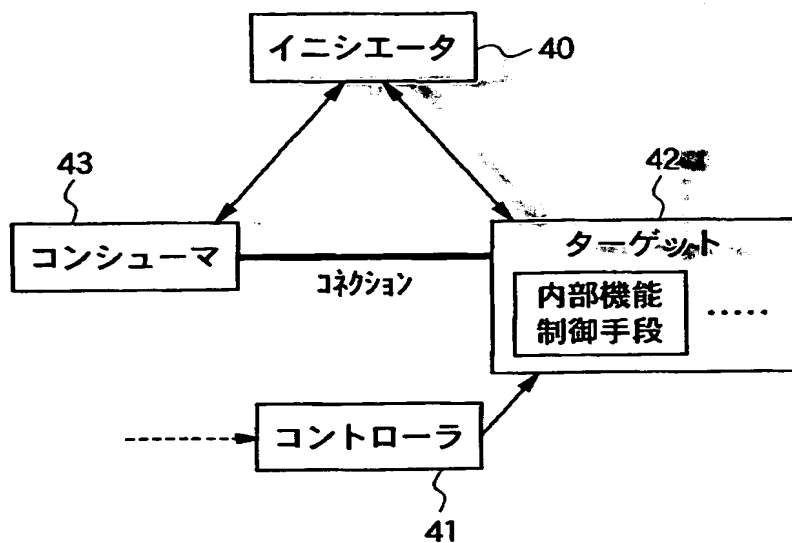 イニシエータ 40
43
42
コンシューマ
ターゲット
コネクション
内部機能
制御手段 ‥‥‥
コントローラ
41